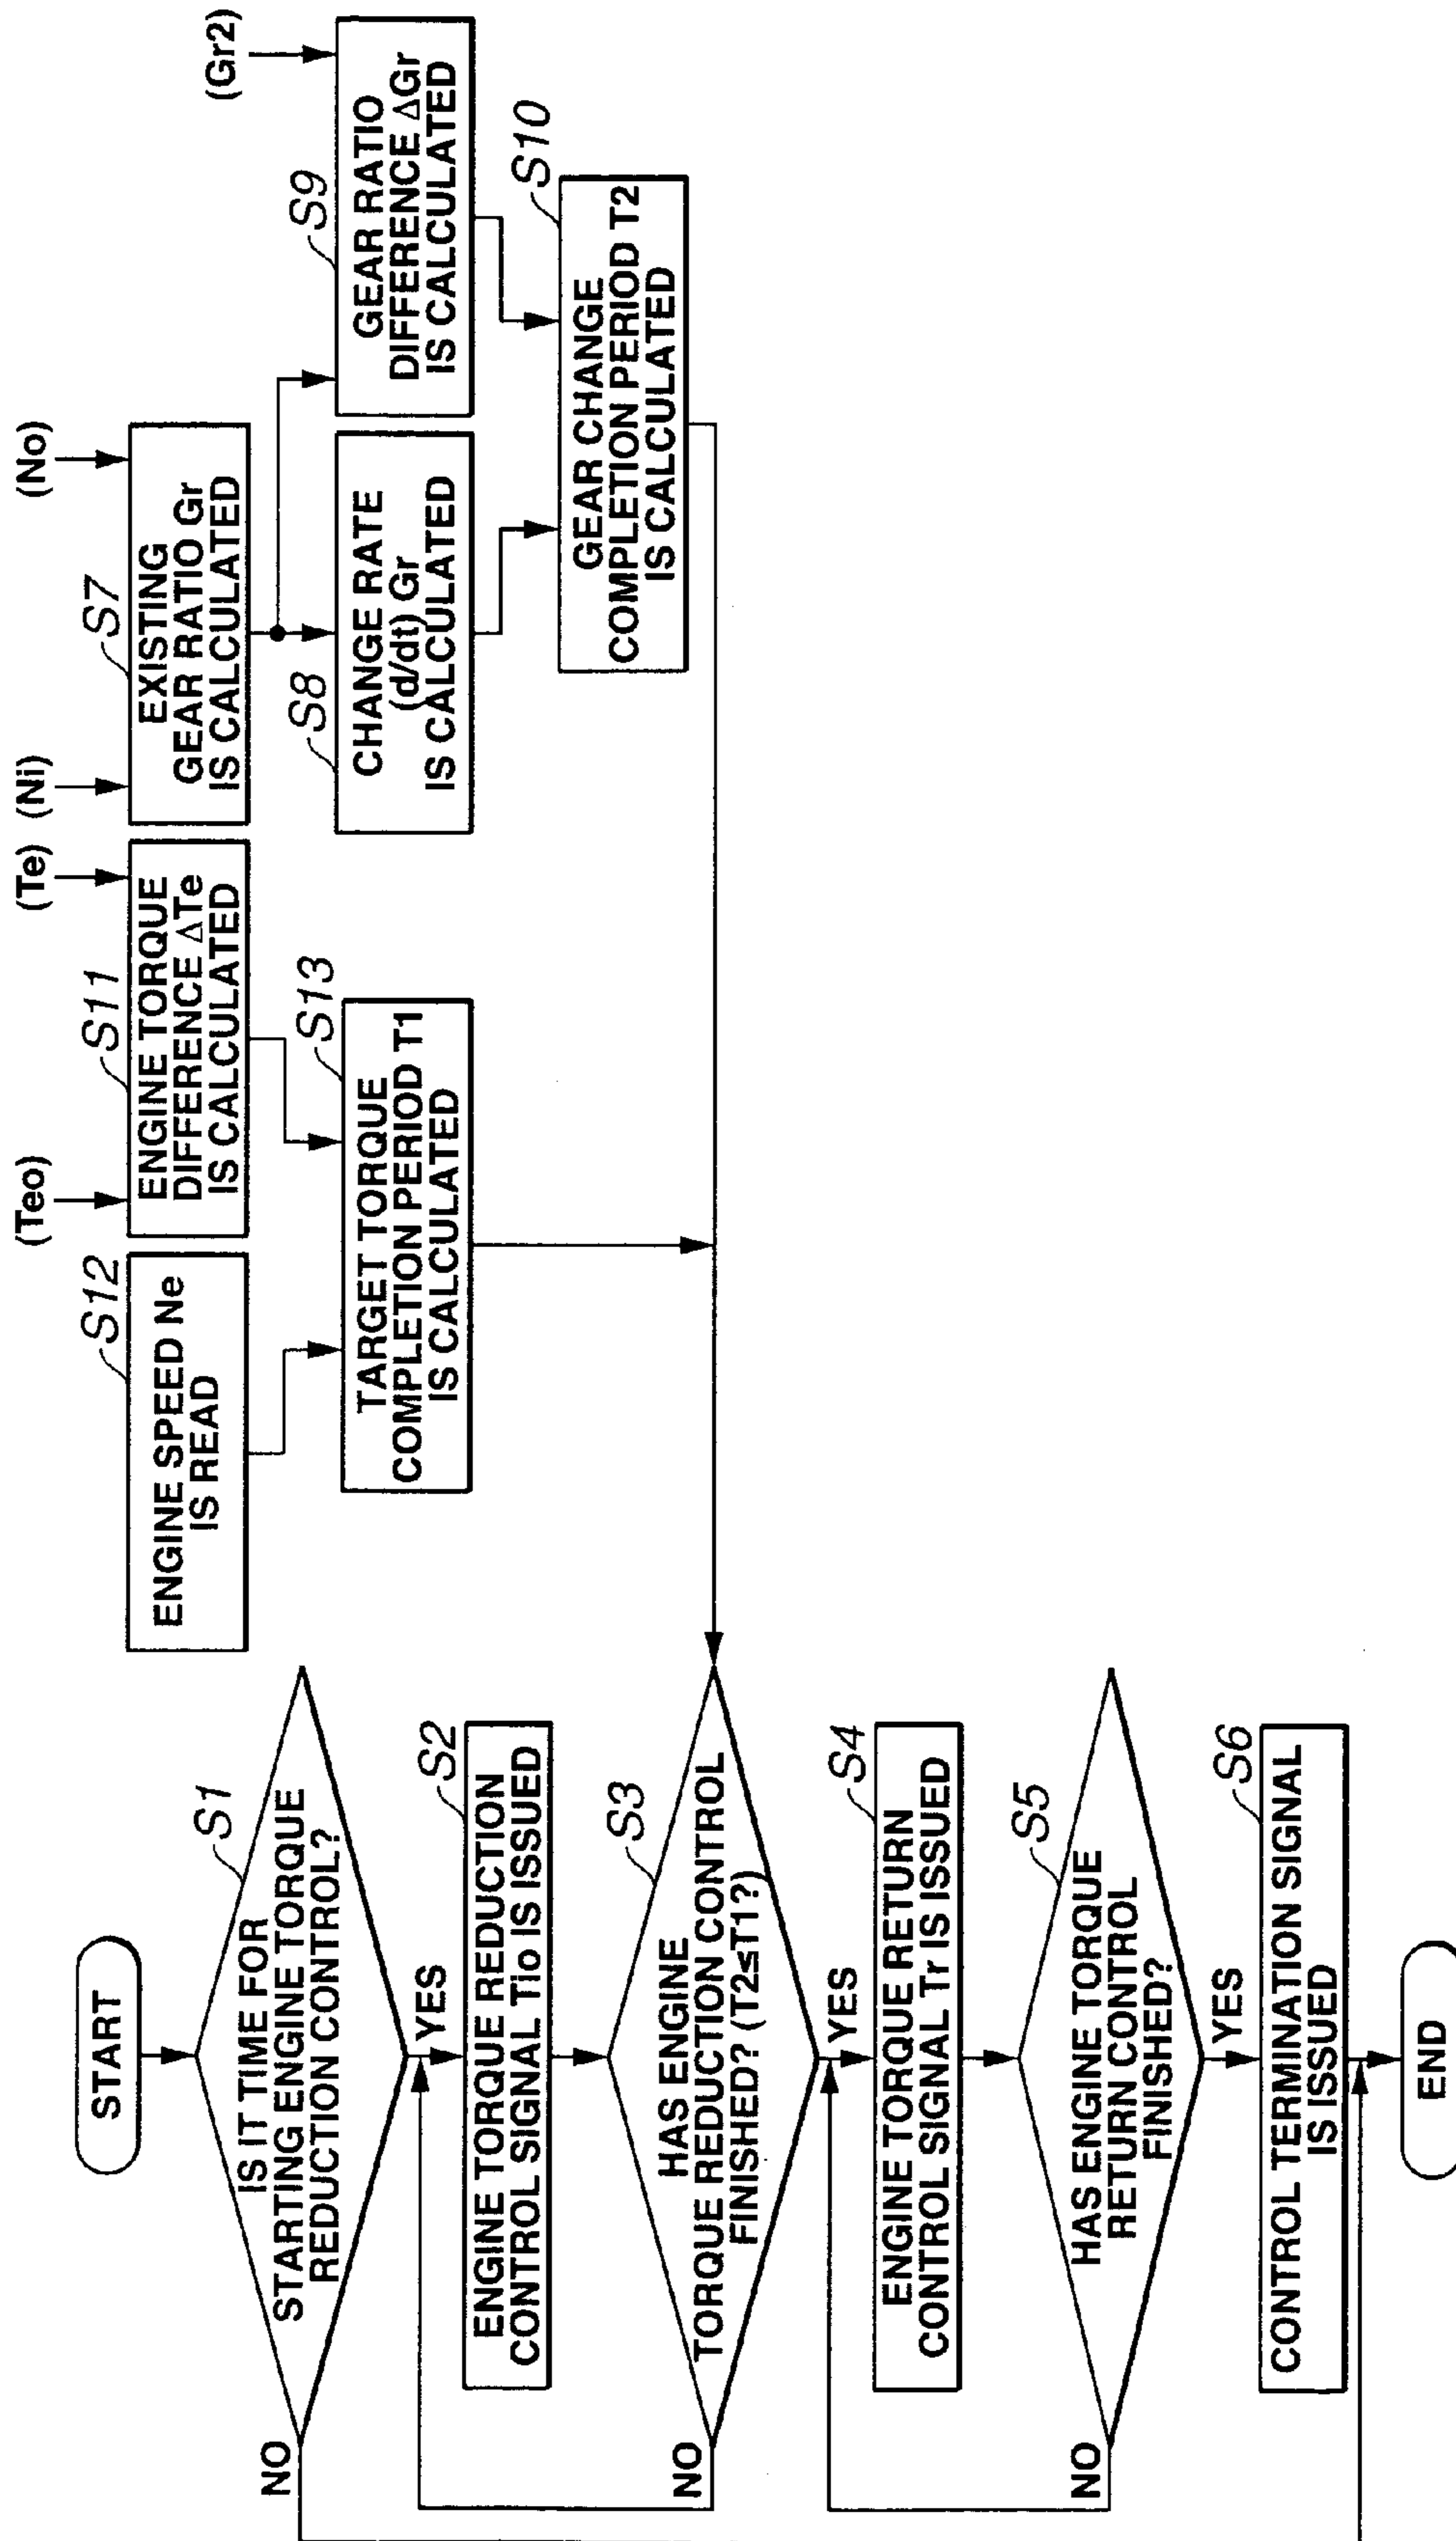 START
S1
IS IT TIME FOR
STARTING ENGINE TORQUE
REDUCTION CONTROL?
NO
YES
S2
ENGINE TORQUE REDUCTION
CONTROL SIGNAL Tio IS ISSUED
S3
HAS ENGINE
TORQUE REDUCTION CONTROL
FINISHED? (T2≤T1?)
NO
YES
S4
ENGINE TORQUE RETURN
CONTROL SIGNAL Tr IS ISSUED
S5
HAS ENGINE TORQUE
RETURN CONTROL
FINISHED?
NO
YES
S6
CONTROL TERMINATION SIGNAL
IS ISSUED
END
S12
ENGINE SPEED Ne
IS READ
(Teo)
(Te)
S11
ENGINE TORQUE
DIFFERENCE ΔTe
IS CALCULATED
S13
TARGET TORQUE
COMPLETION PERIOD T1
IS CALCULATED
(Ni)
(No)
S7
EXISTING
GEAR RATIO Gr
IS CALCULATED
S8
CHANGE RATE
(d/dt) Gr
IS CALCULATED
(Gr2)
S9
GEAR RATIO
DIFFERENCE ΔGr
IS CALCULATED
S10
GEAR CHANGE
COMPLETION PERIOD T2
IS CALCULATED